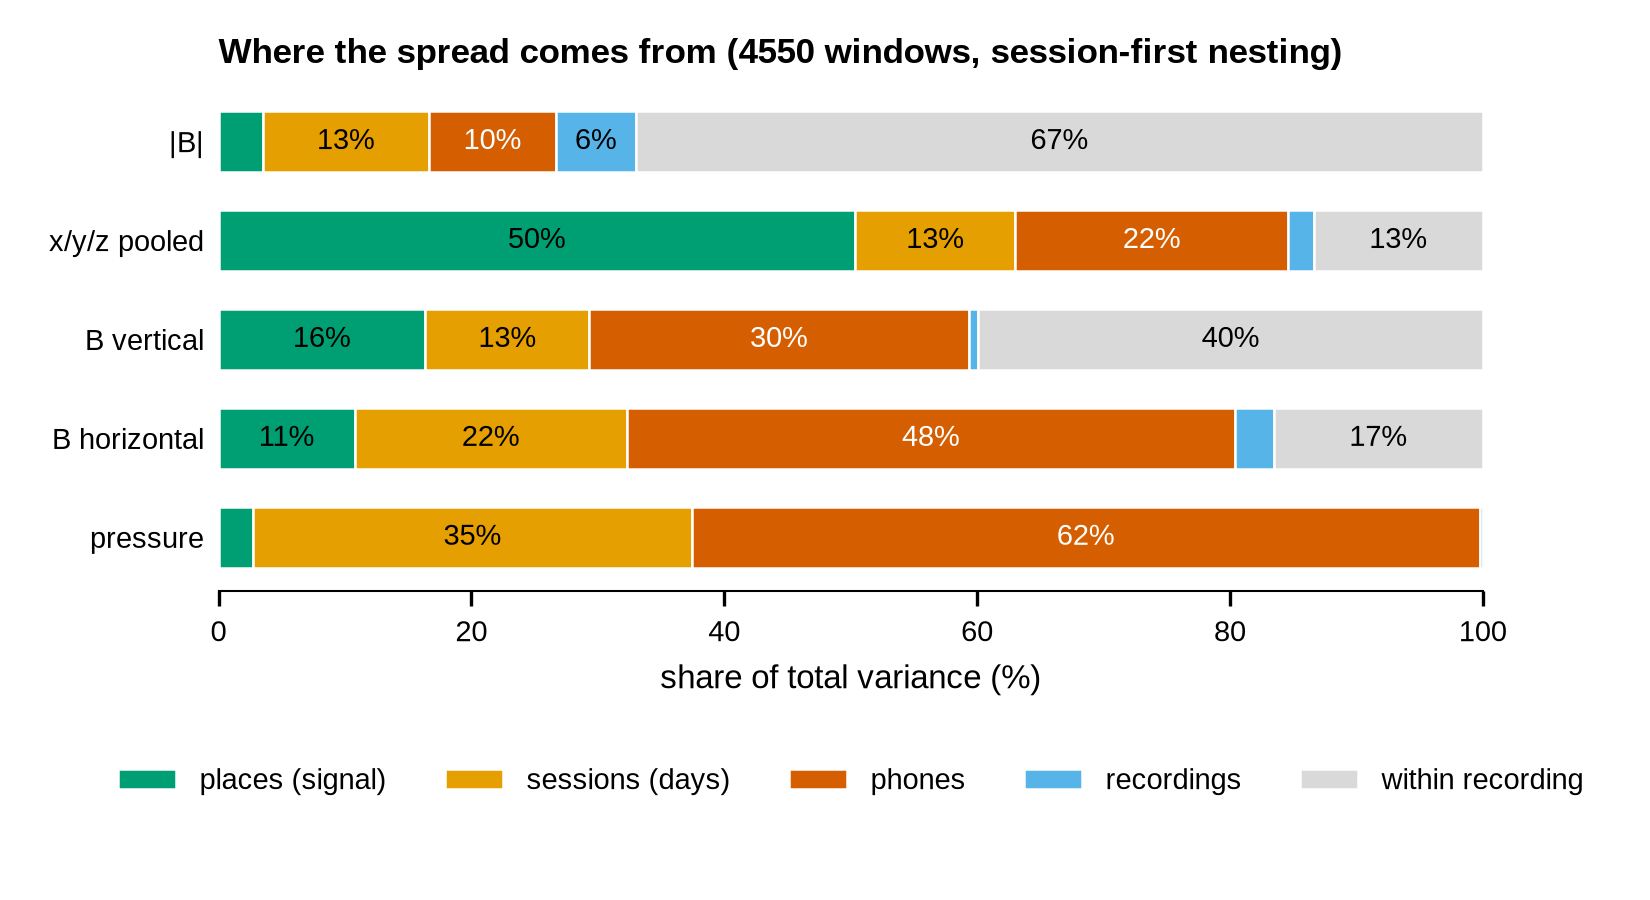 Where the spread comes from (4550 windows, session-first nesting)
|B| 13% 10% 6% 67%
x/y/z pooled 50% 13% 22% 13%
B vertical 16% 13% 30% 40%
B horizontal 11% 22% 48% 17%
pressure 35% 62%
0 20 40 60 80 100
share of total variance (%)
places (signal) sessions (days) phones recordings within recording